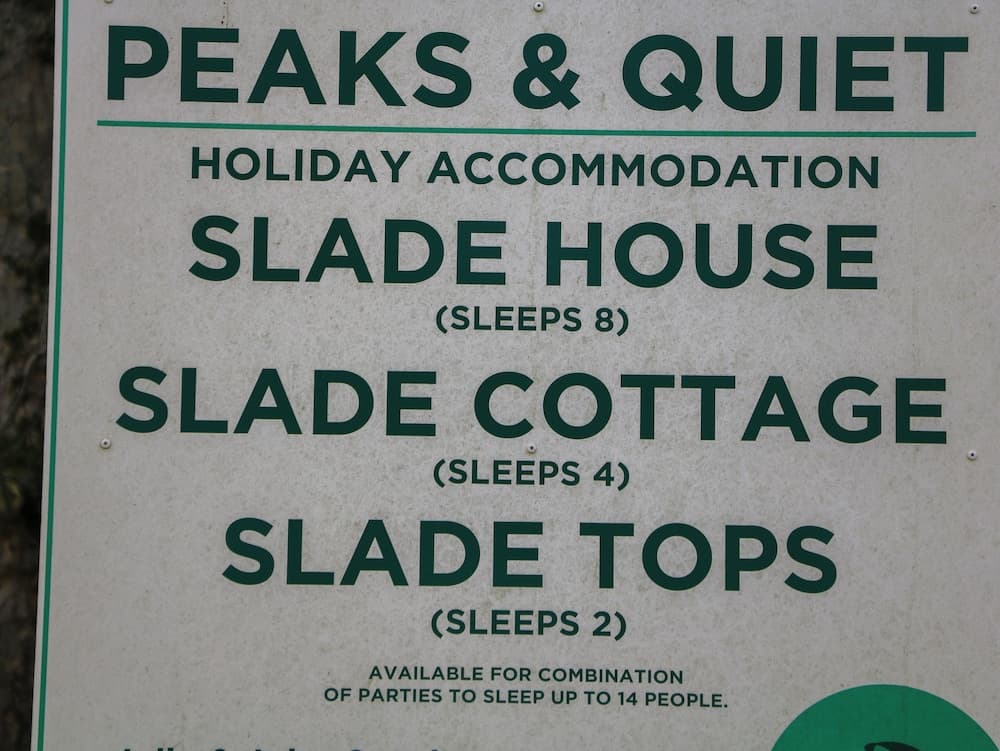 PEAKS & QUIET
HOLIDAY ACCOMMODATION
SLADE HOUSE
(SLEEPS 8)
SLADE COTTAGE
(SLEEPS 4)
SLADE TOPS
(SLEEPS 2)
AVAILABLE FOR COMBINATION
OF PARTIES TO SLEEP UP TO 14 PEOPLE.